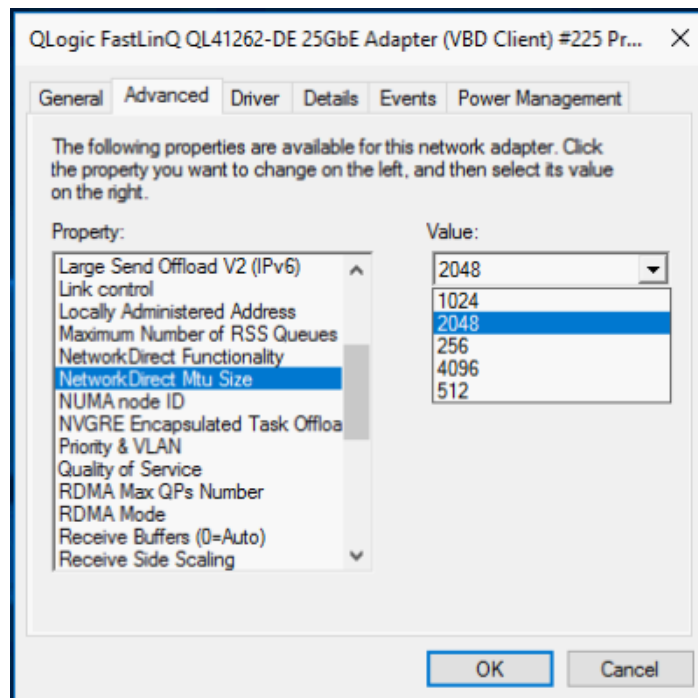 QLogic FastLinQ QL41262-DE 25GbE Adapter (VBD Client) #225 Pr...
General Advanced Driver Details Events Power Management
The following properties are available for this network adapter. Click
the property you want to change on the left, and then select its value
on the right.
Property:
Large Send Offload V2 (IPv6)
Link control
Locally Administered Address
Maximum Number of RSS Queues
NetworkDirect Functionality
NetworkDirect Mtu Size
NUMA node ID
NVGRE Encapsulated Task Offloa
Priority & VLAN
Quality of Service
RDMA Max QPs Number
RDMA Mode
Receive Buffers (0=Auto)
Receive Side Scaling
Value:
2048
1024
2048
256
4096
512
OK Cancel